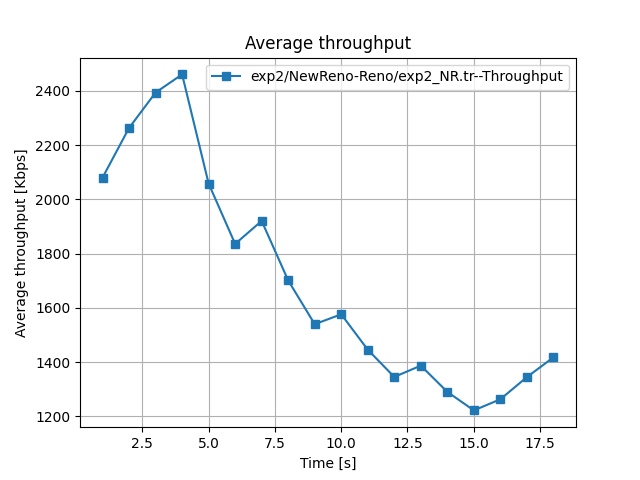 Average throughput
exp2/NewReno-Reno/exp2_NR.tr--Throughput
Average throughput [Kbps]
2400
2200
2000
1800
1600
1400
1200
2.5 5.0 7.5 10.0 12.5 15.0 17.5
Time [s]